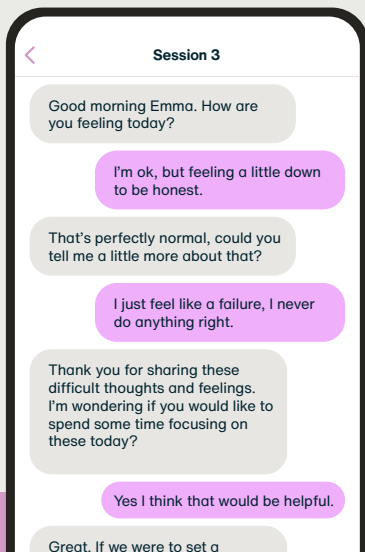 Session 3
Good morning Emma. How are
you feeling today?
I'm ok, but feeling a little down
to be honest.
That's perfectly normal, could you
tell me a little more about that?
I just feel like a failure, I never
do anything right.
Thank you for sharing these
difficult thoughts and feelings.
I'm wondering if you would like to
spend some time focusing on
these today?
Yes I think that would be helpful.
Great. If we were to set a